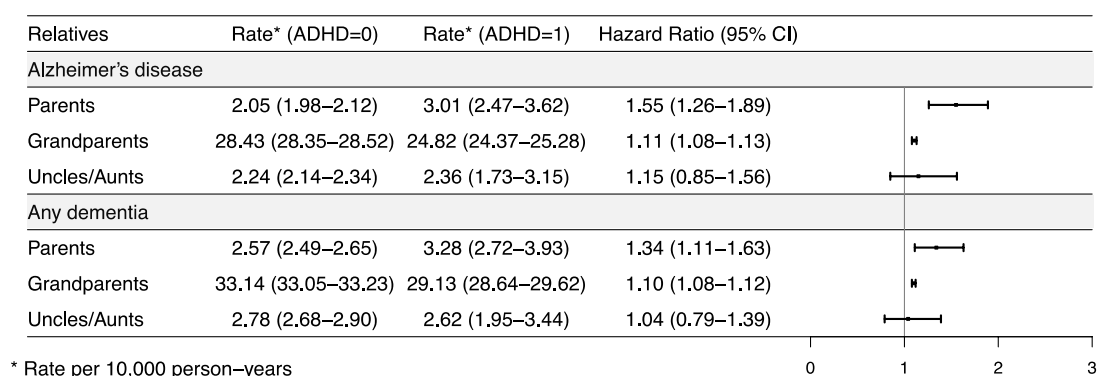 Relatives Rate* (ADHD=0) Rate* (ADHD=1) Hazard Ratio (95% CI)
Alzheimer's disease
Parents 2.05 (1.98–2.12) 3.01 (2.47–3.62) 1.55 (1.26–1.89)
Grandparents 28.43 (28.35–28.52) 24.82 (24.37–25.28) 1.11 (1.08–1.13)
Uncles/Aunts 2.24 (2.14–2.34) 2.36 (1.73–3.15) 1.15 (0.85–1.56)
Any dementia
Parents 2.57 (2.49–2.65) 3.28 (2.72–3.93) 1.34 (1.11–1.63)
Grandparents 33.14 (33.05–33.23) 29.13 (28.64–29.62) 1.10 (1.08–1.12)
Uncles/Aunts 2.78 (2.68–2.90) 2.62 (1.95–3.44) 1.04 (0.79–1.39)
* Rate per 10,000 person–years 0 1 2 3